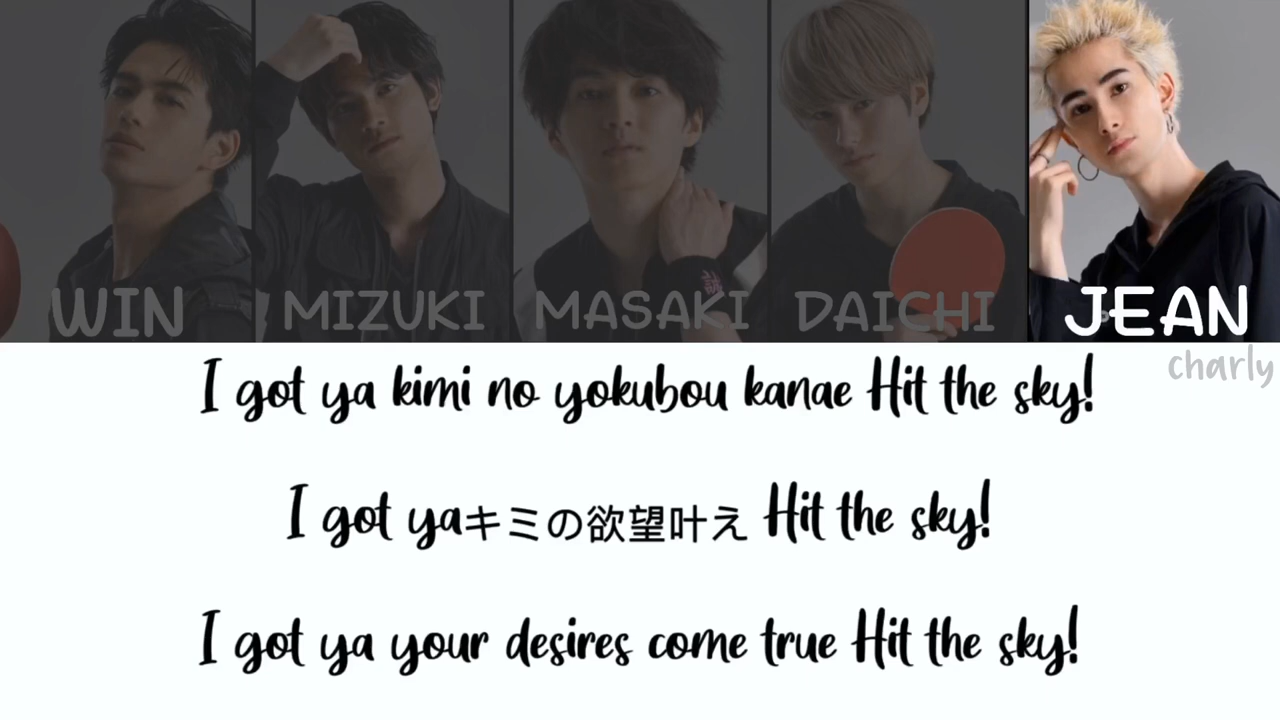 WIN MIZUKI MASAKI DAICHI JEAN
charly
I got ya kimi no yokubou kanae Hit the sky!
I got yaキミの欲望叶え Hit the sky!
I got ya your desires come true Hit the sky!